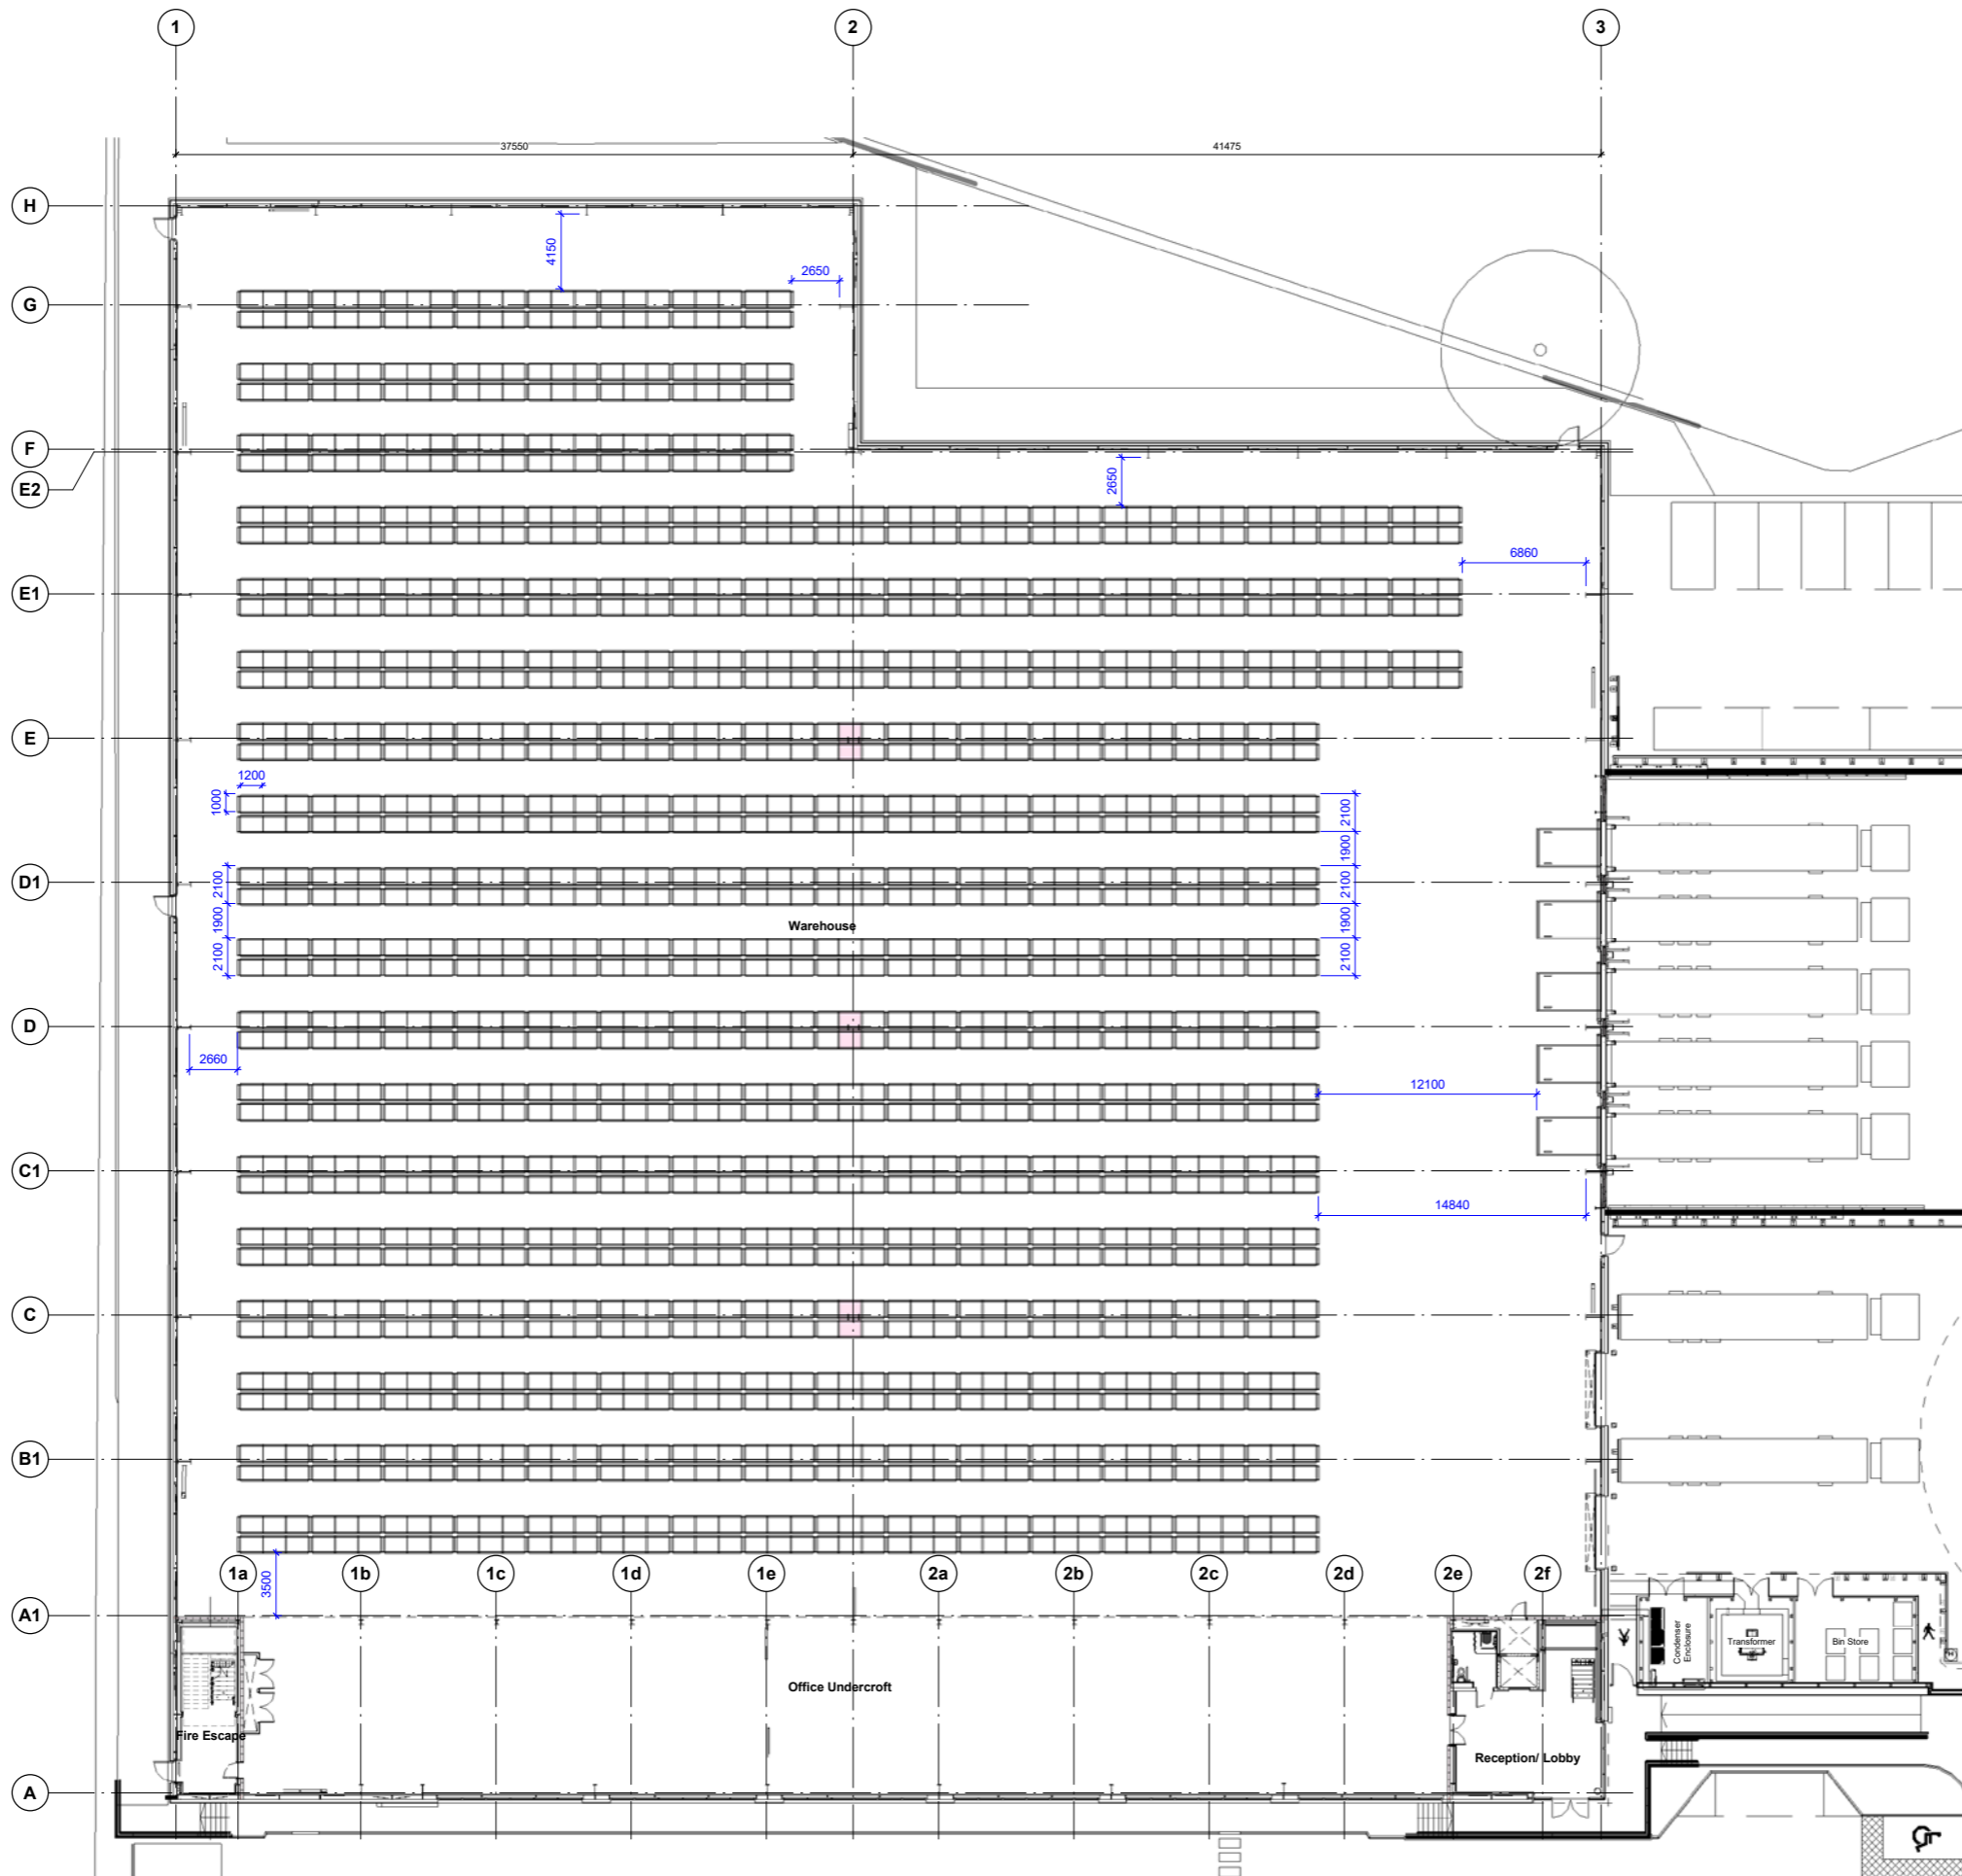 1
2
3
37550
41475
H
4150
2650
G
F
E2
2650
6860
E1
E
1200
1000
2100
1900
2100
D1
2100
1900
1900
Warehouse
2100
2100
D
2660
12100
C1
14840
C
B1
3500
1a
1b
1c
1d
1e
2a
2b
2c
2d
2e
2f
A1
Condenser
Enclosure
Transformer
Bin Store
Office Undercroft
Fire Escape
Reception/ Lobby
A